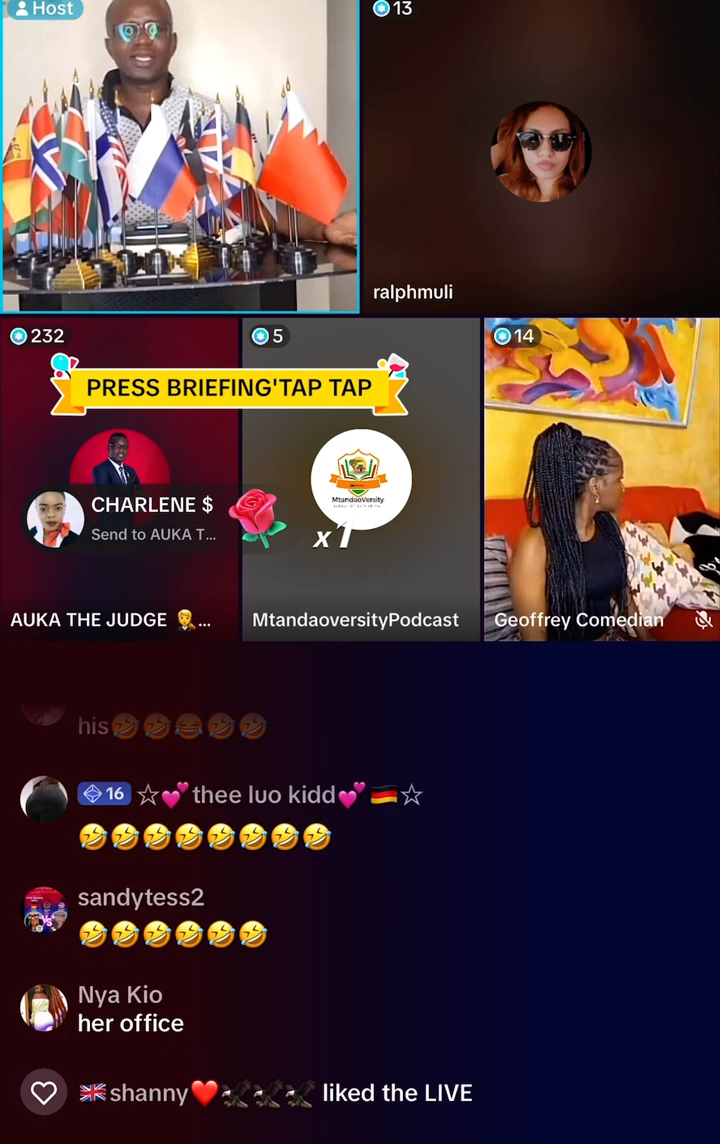 Host
13
ralphmuli
232
5
14
PRESS BRIEFING'TAP TAP
MtandaoVersity
CHARLENE $
Send to AUKA T...
x1
AUKA THE JUDGE 🤵...
MtandaoversityPodcast
Geoffrey Comedian
his🤣🤣😂🤣🤣
16 ☆💕thee luo kidd💕🇩🇪☆
🤣🤣🤣🤣🤣🤣🤣🤣
sandytess2
🤣🤣🤣🤣🤣🤣
Nya Kio
her office
🇬🇧shanny❤️🦅🦅🦅 liked the LIVE